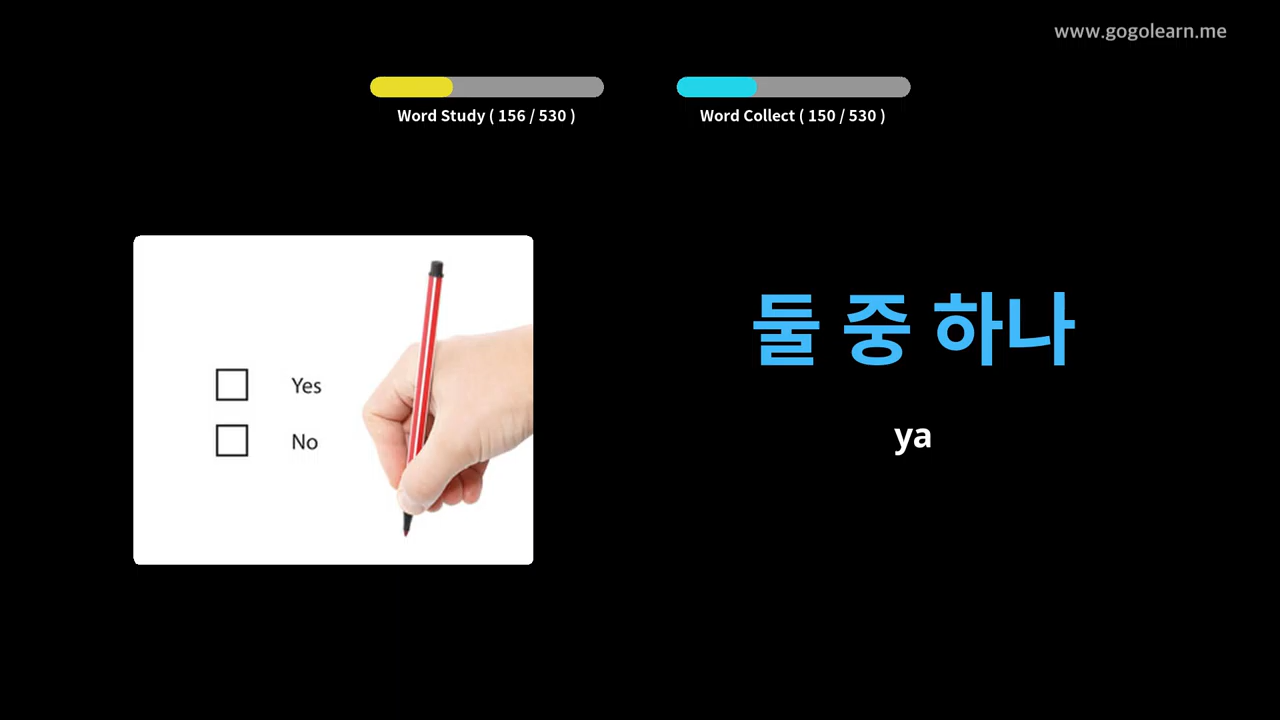 www.gogolearn.me
Word Study ( 156 / 530 )
Word Collect ( 150 / 530 )
Yes
No
둘 중 하나
ya